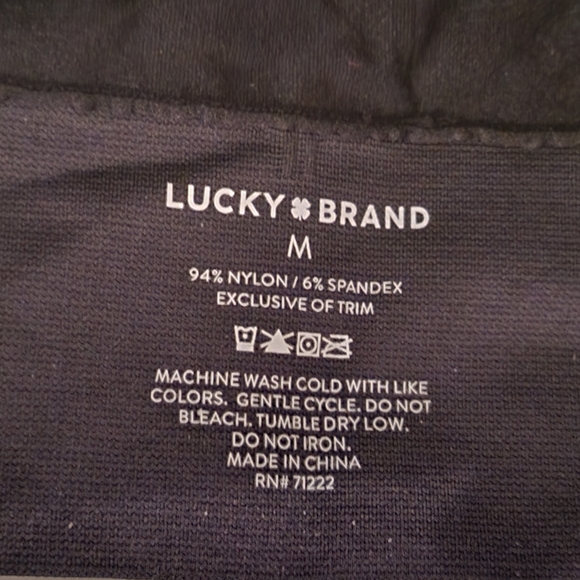 LUCKY BRAND
M
94% NYLON / 6% SPANDEX
EXCLUSIVE OF TRIM
MACHINE WASH COLD WITH LIKE
COLORS. GENTLE CYCLE. DO NOT
BLEACH. TUMBLE DRY LOW.
DO NOT IRON.
MADE IN CHINA
RN# 71222